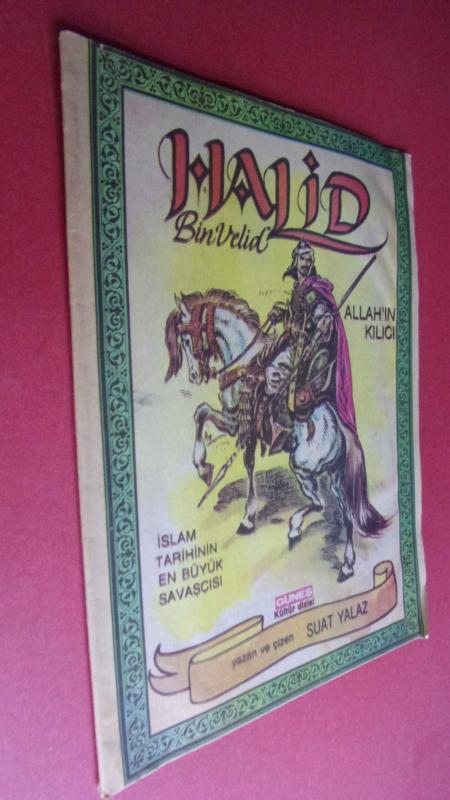 HALİD
Bin Velid
ALLAH'IN
KILICI
İSLAM
TARİHİNİN
EN BÜYÜK
SAVAŞÇISI
GÜNEŞ
Kültür dizisi
yazan ve çizen SUAT YALAZ